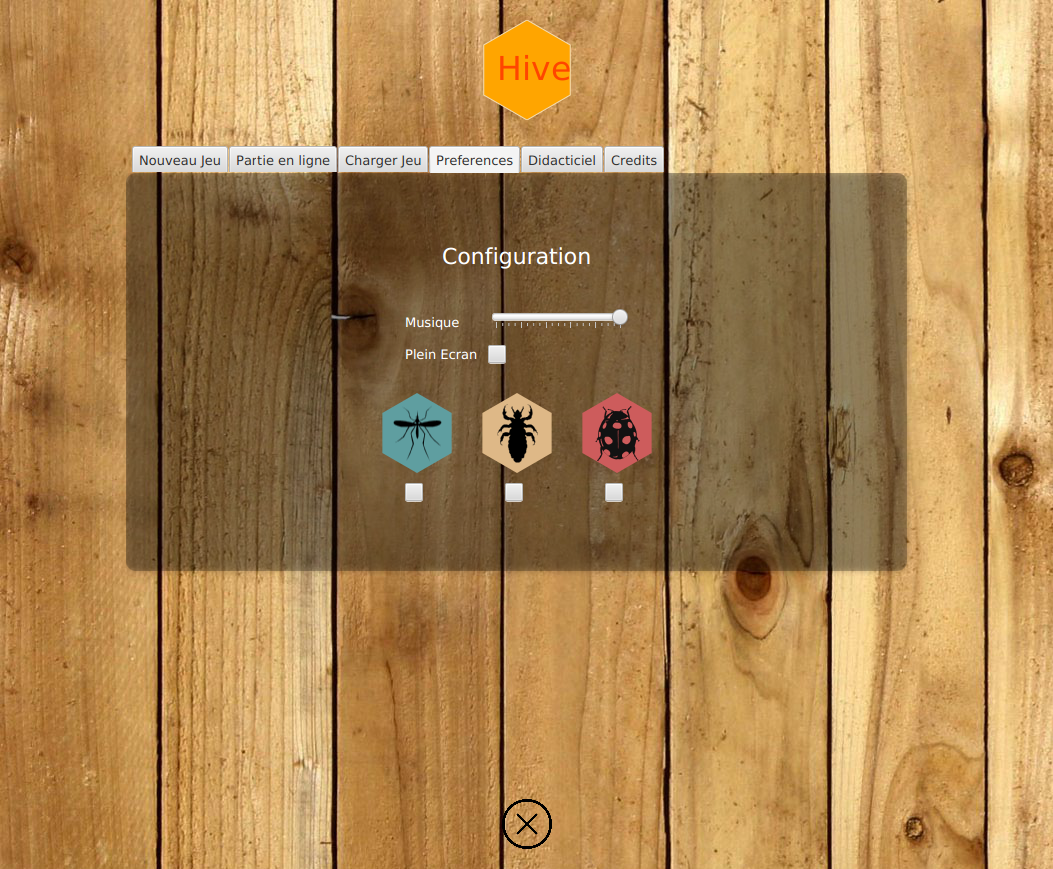 Hive
Nouveau Jeu Partie en ligne Charger Jeu Preferences Didacticiel Credits
Configuration
Musique
Plein Ecran